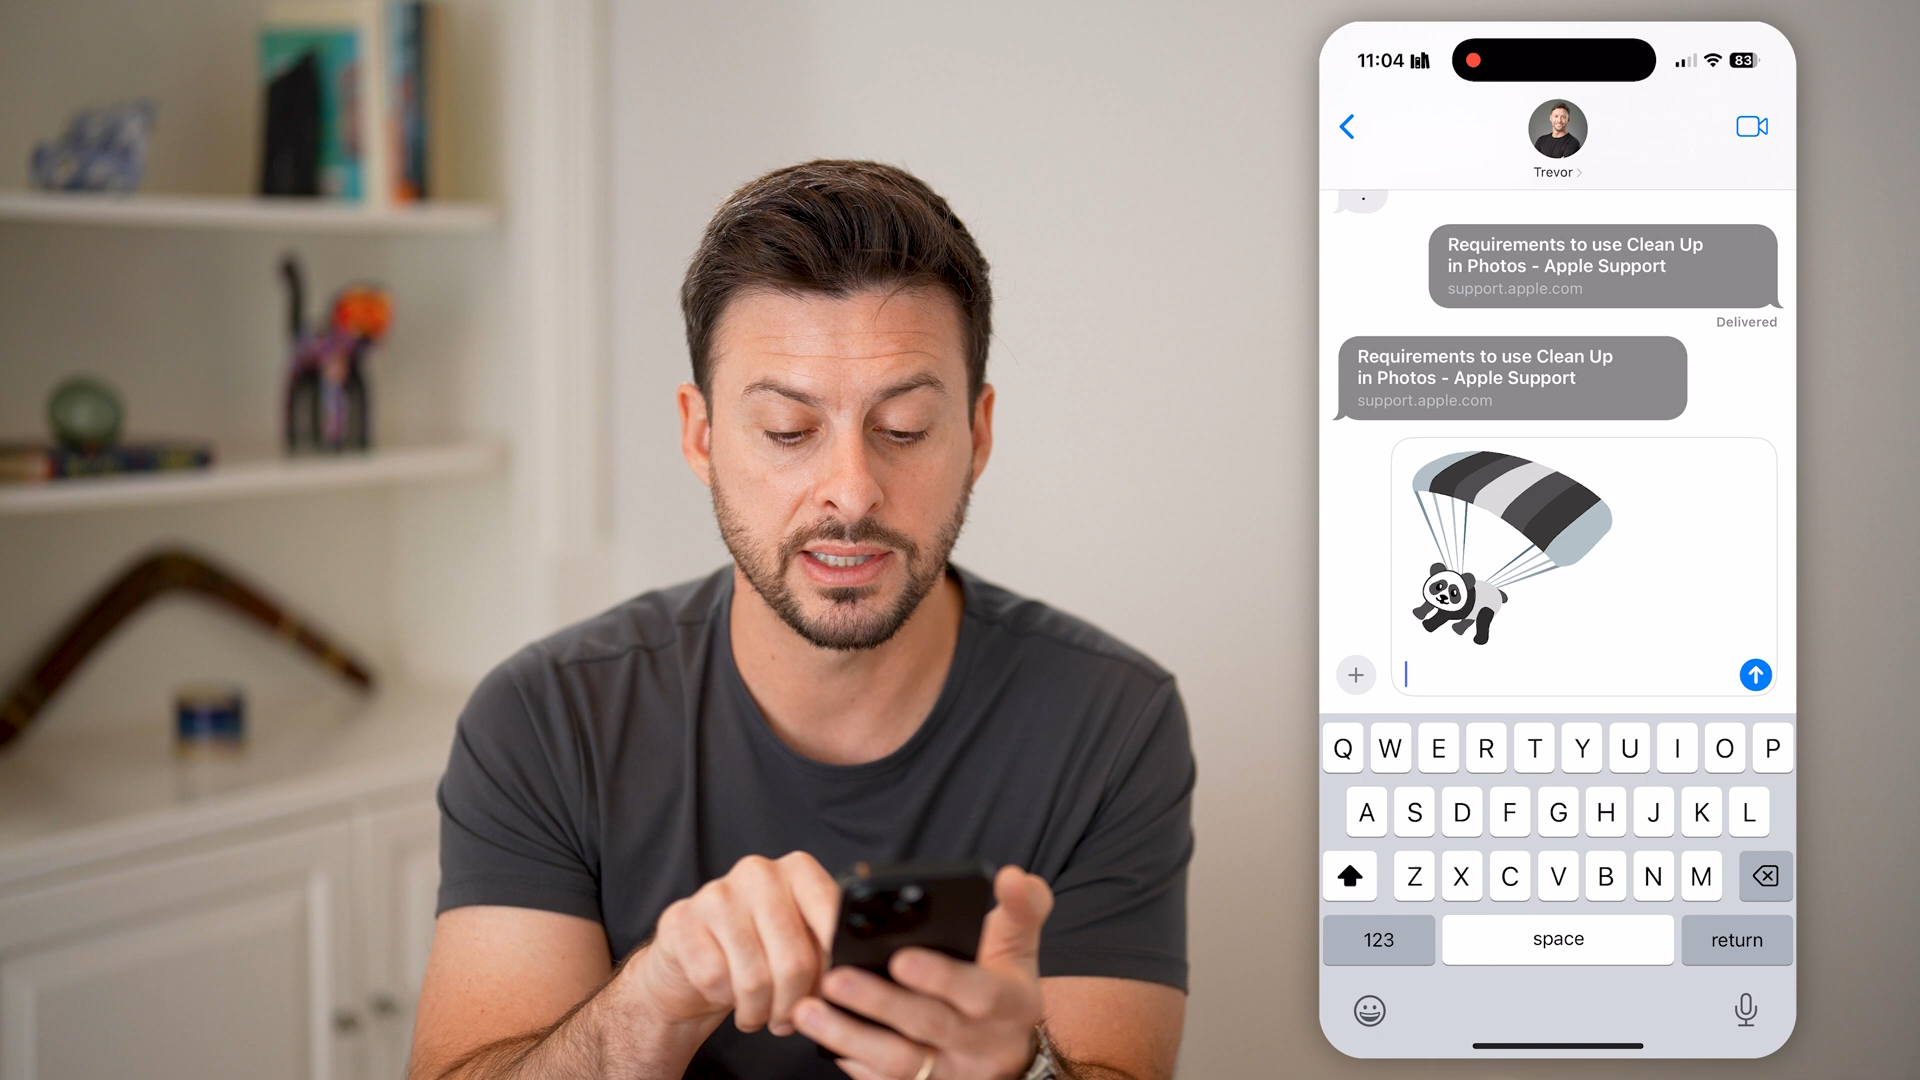 11:04
83
Trevor
Requirements to use Clean Up
in Photos - Apple Support
support.apple.com
Delivered
Requirements to use Clean Up
in Photos - Apple Support
support.apple.com
Q W E R T Y U I O P
A S D F G H J K L
Z X C V B N M
123 space return